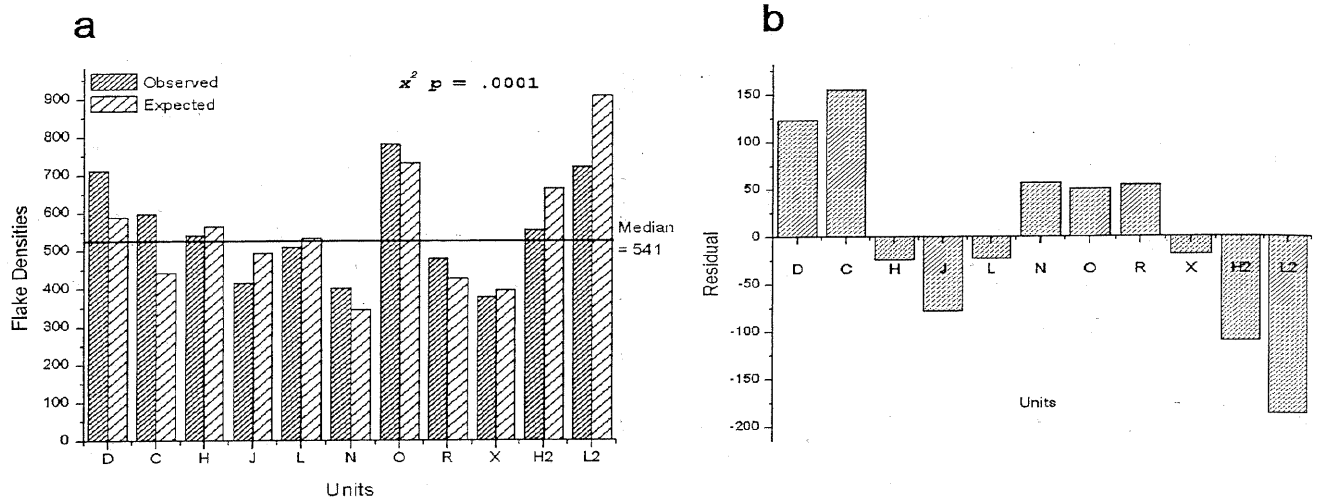 a
Observed
Expected
x² p = .0001
900
800
700
600
500
400
300
200
100
0
Flake Densities
Median
= 541
D C H J L N O R X H2 L2
Units
b
150
100
50
0
-50
-100
-150
-200
Residual
D C H J L N O R X H2 L2
Units